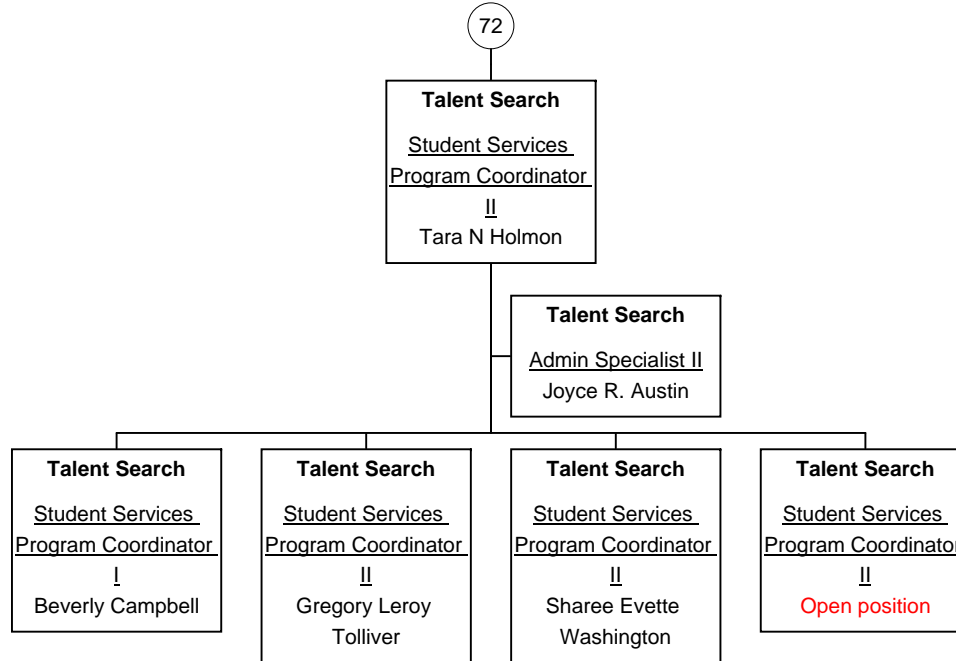 72
Talent Search
Student Services
Program Coordinator
II
Tara N Holmon
Talent Search
Admin Specialist II
Joyce R. Austin
Talent Search
Student Services
Program Coordinator
I
Beverly Campbell
Talent Search
Student Services
Program Coordinator
II
Gregory Leroy
Tolliver
Talent Search
Student Services
Program Coordinator
II
Sharee Evette
Washington
Talent Search
Student Services
Program Coordinator
II
Open position